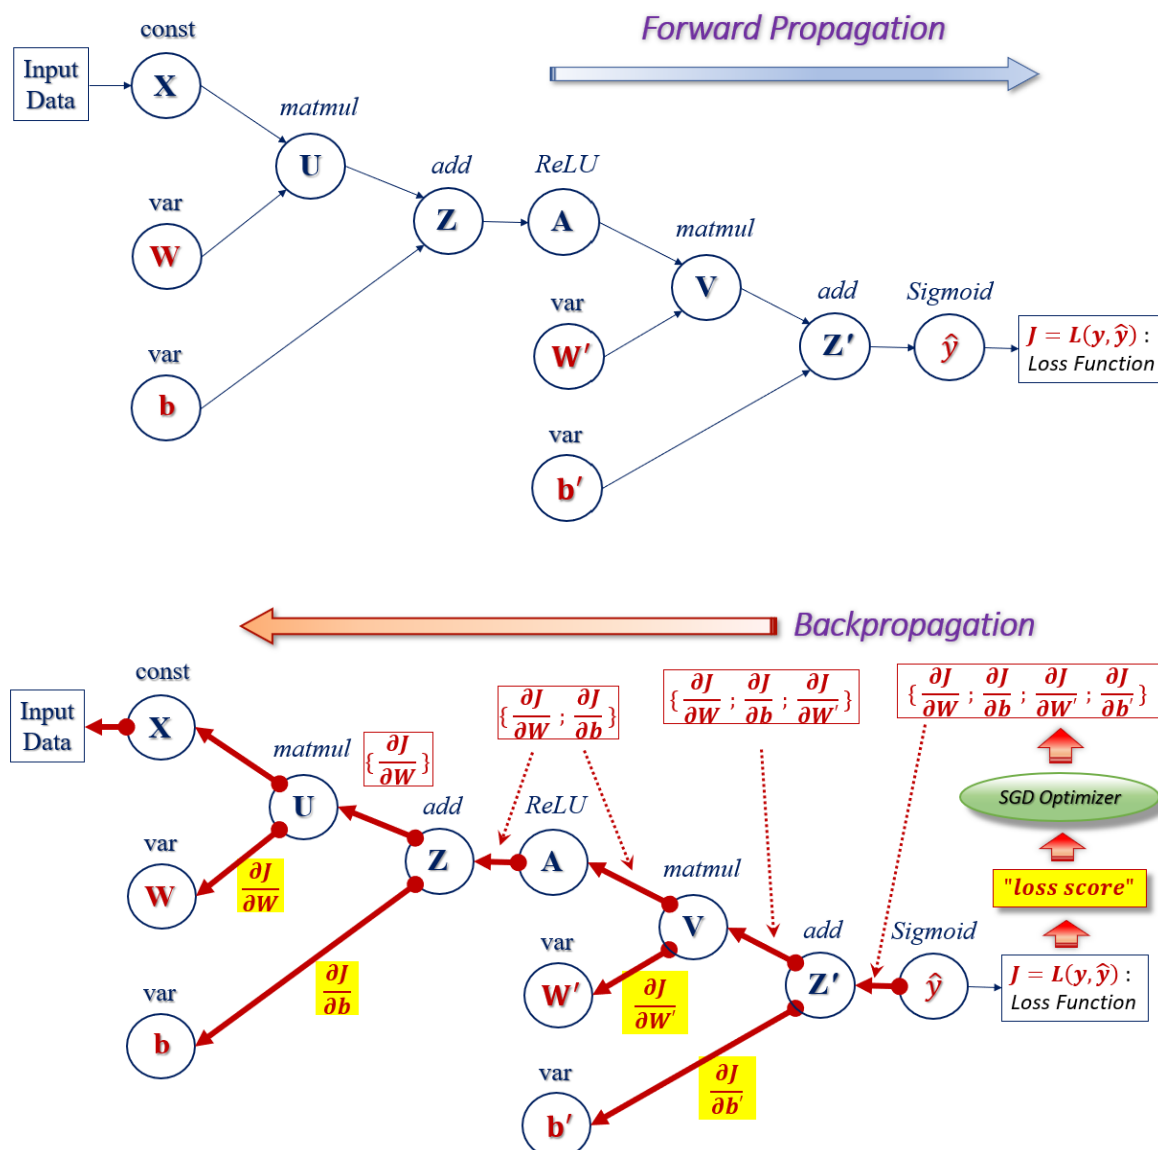 Forward Propagation
const
Input
Data
X
matmul
U
add
ReLU
var
W
Z
A
matmul
V
var
add
Sigmoid
W'
Z'
ŷ
J = L(y, ŷ) :
Loss Function
var
b
var
b'
Backpropagation
const
{ ∂J/∂W ; ∂J/∂b }
{ ∂J/∂W ; ∂J/∂b ; ∂J/∂W' }
{ ∂J/∂W ; ∂J/∂b ; ∂J/∂W' ; ∂J/∂b' }
Input
Data
X
matmul
{ ∂J/∂W }
U
add
ReLU
SGD Optimizer
var
W
∂J/∂W
Z
A
matmul
"loss score"
V
var
add
Sigmoid
W'
∂J/∂W'
Z'
ŷ
J = L(y, ŷ) :
Loss Function
var
b
∂J/∂b
var
b'
∂J/∂b'